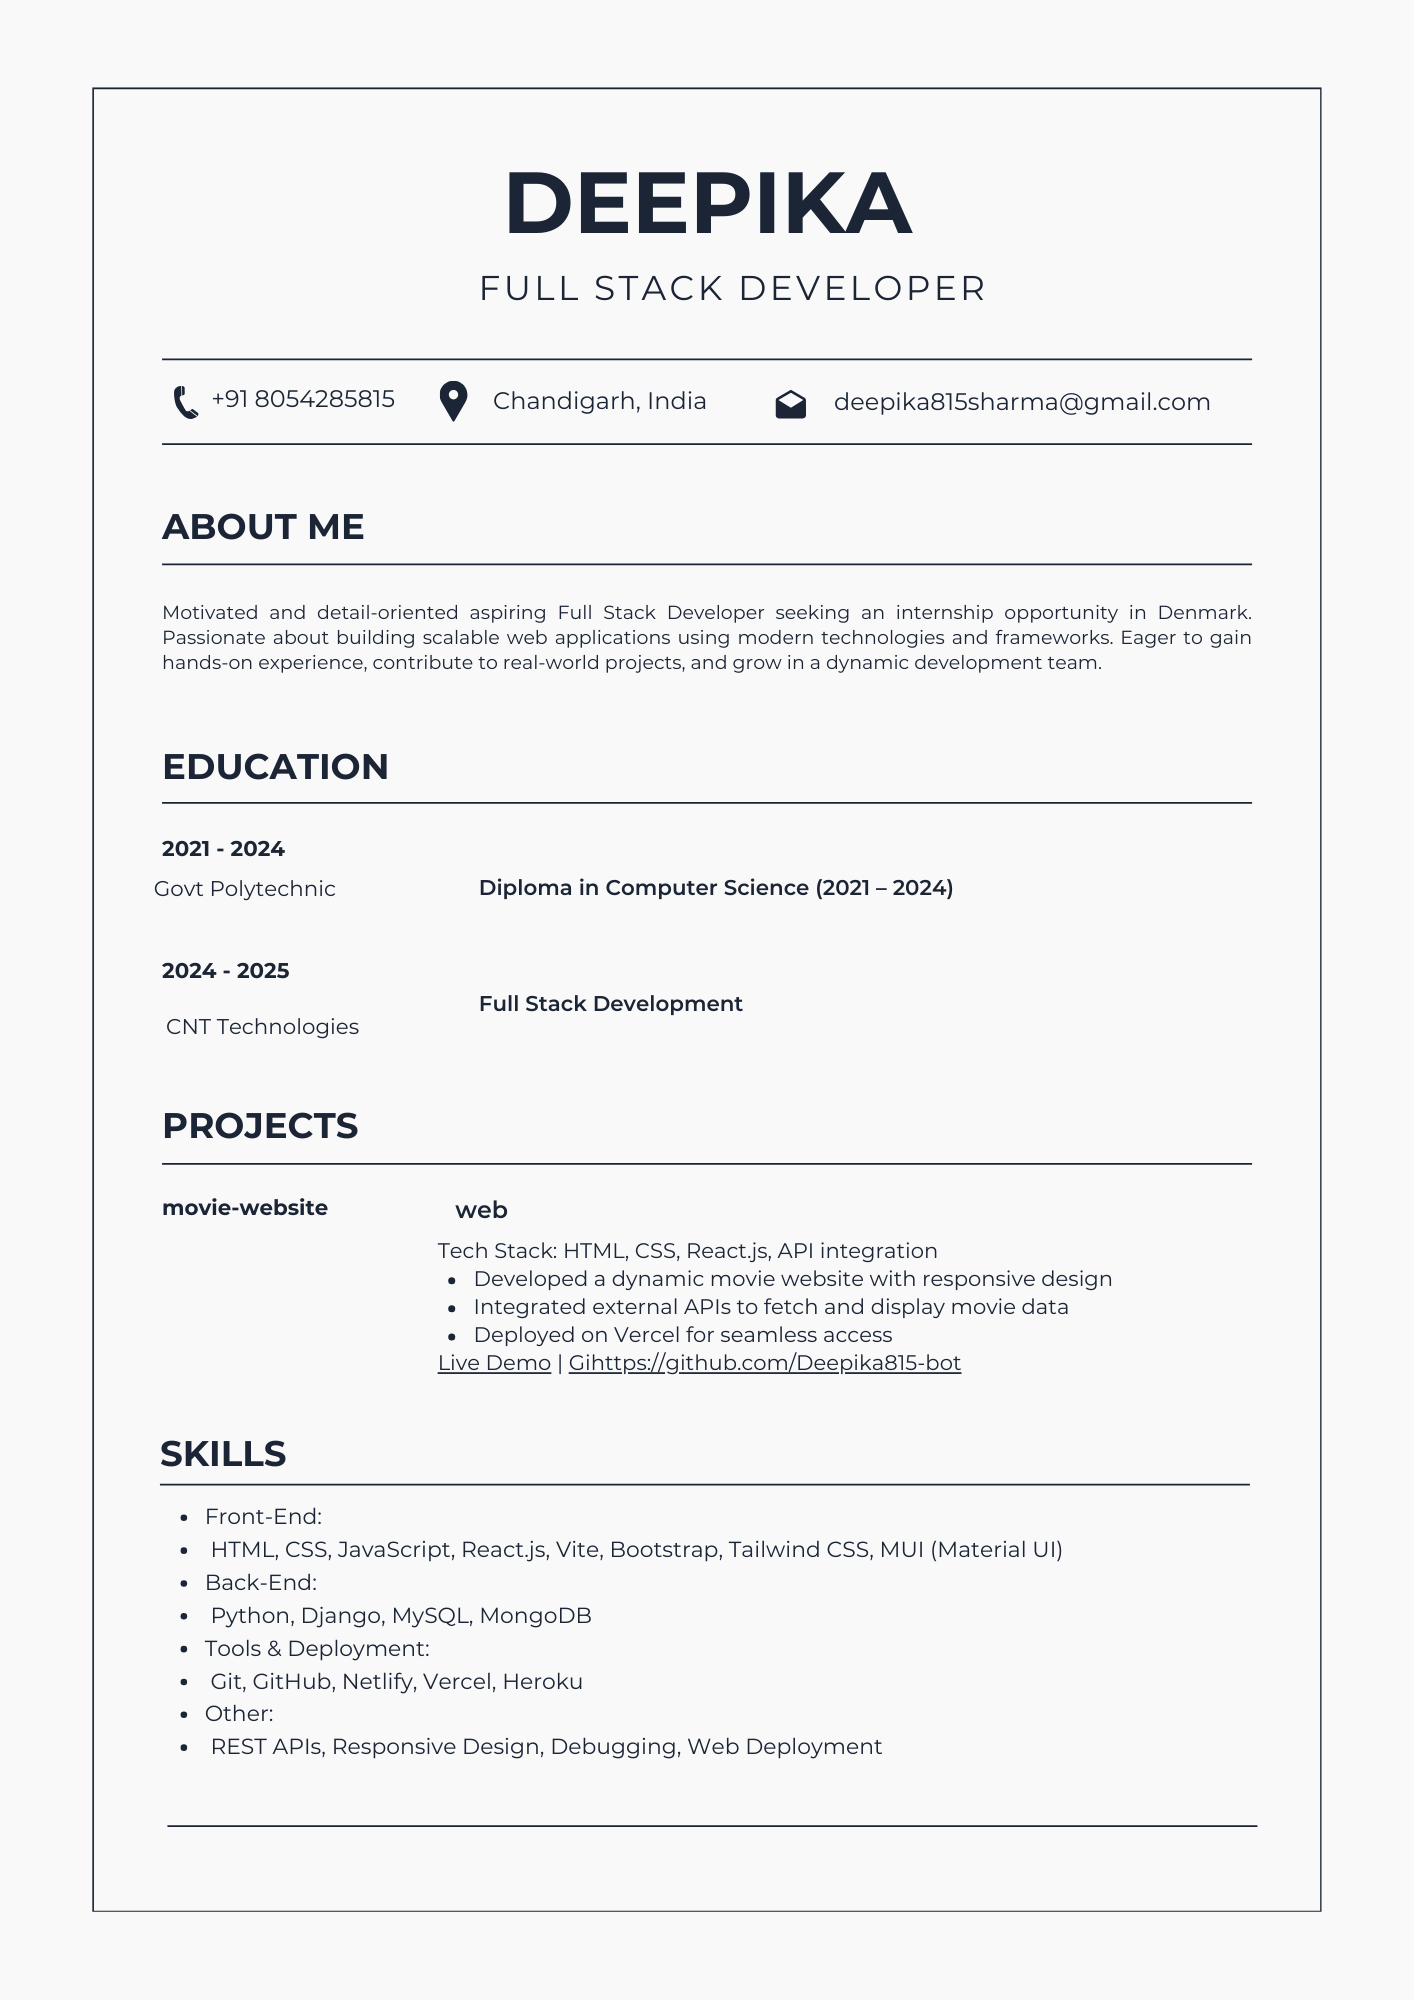 DEEPIKA
FULL STACK DEVELOPER
+91 8054285815 Chandigarh, India deepika815sharma@gmail.com
ABOUT ME
Motivated and detail-oriented aspiring Full Stack Developer seeking an internship opportunity in Denmark.
Passionate about building scalable web applications using modern technologies and frameworks. Eager to gain
hands-on experience, contribute to real-world projects, and grow in a dynamic development team.
EDUCATION
2021 - 2024
Govt Polytechnic Diploma in Computer Science (2021 – 2024)
2024 - 2025
Full Stack Development
CNT Technologies
PROJECTS
movie-website web
Tech Stack: HTML, CSS, React.js, API integration
• Developed a dynamic movie website with responsive design
• Integrated external APIs to fetch and display movie data
• Deployed on Vercel for seamless access
Live Demo | Gihttps://github.com/Deepika815-bot
SKILLS
• Front-End:
• HTML, CSS, JavaScript, React.js, Vite, Bootstrap, Tailwind CSS, MUI (Material UI)
• Back-End:
• Python, Django, MySQL, MongoDB
• Tools & Deployment:
• Git, GitHub, Netlify, Vercel, Heroku
• Other:
• REST APIs, Responsive Design, Debugging, Web Deployment